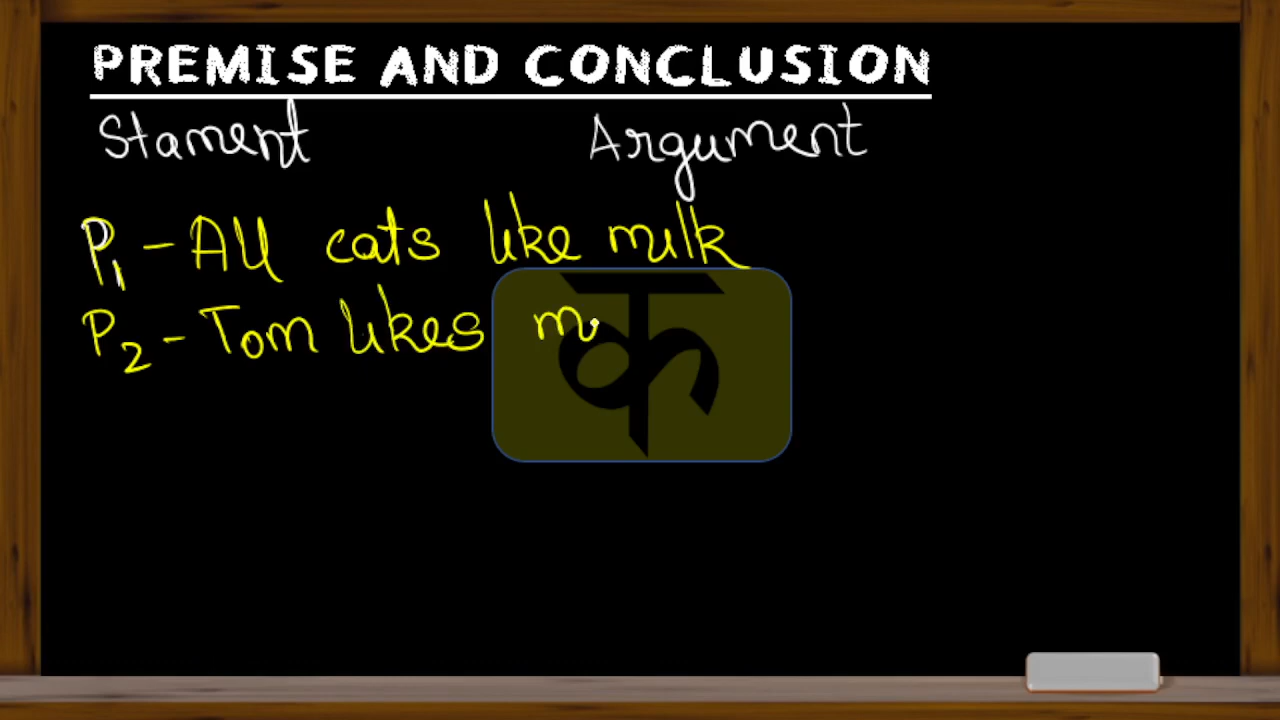 PREMISE AND CONCLUSION
Stament Argument
P1 - All cats like milk
P2 - Tom likes m
क